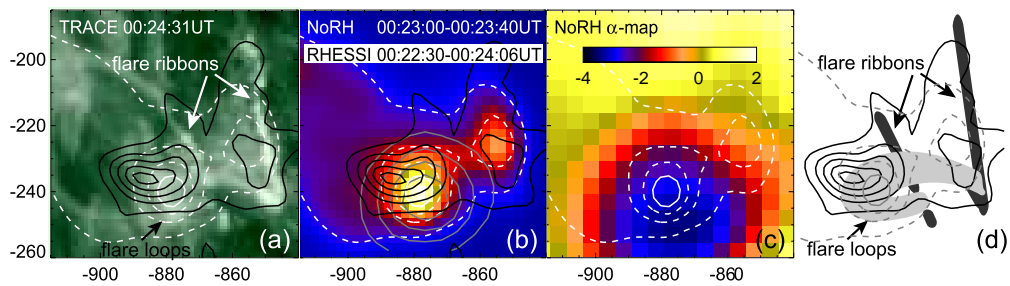 TRACE 00:24:31UT
flare ribbons
flare loops
(a)
NoRH 00:23:00-00:23:40UT
RHESSI 00:22:30-00:24:06UT
(b)
NoRH α-map
-4 -2 0 2
(c)
flare ribbons
flare loops
(d)
-200
-220
-240
-260
-900 -880 -860
-900 -880 -860
-900 -880 -860